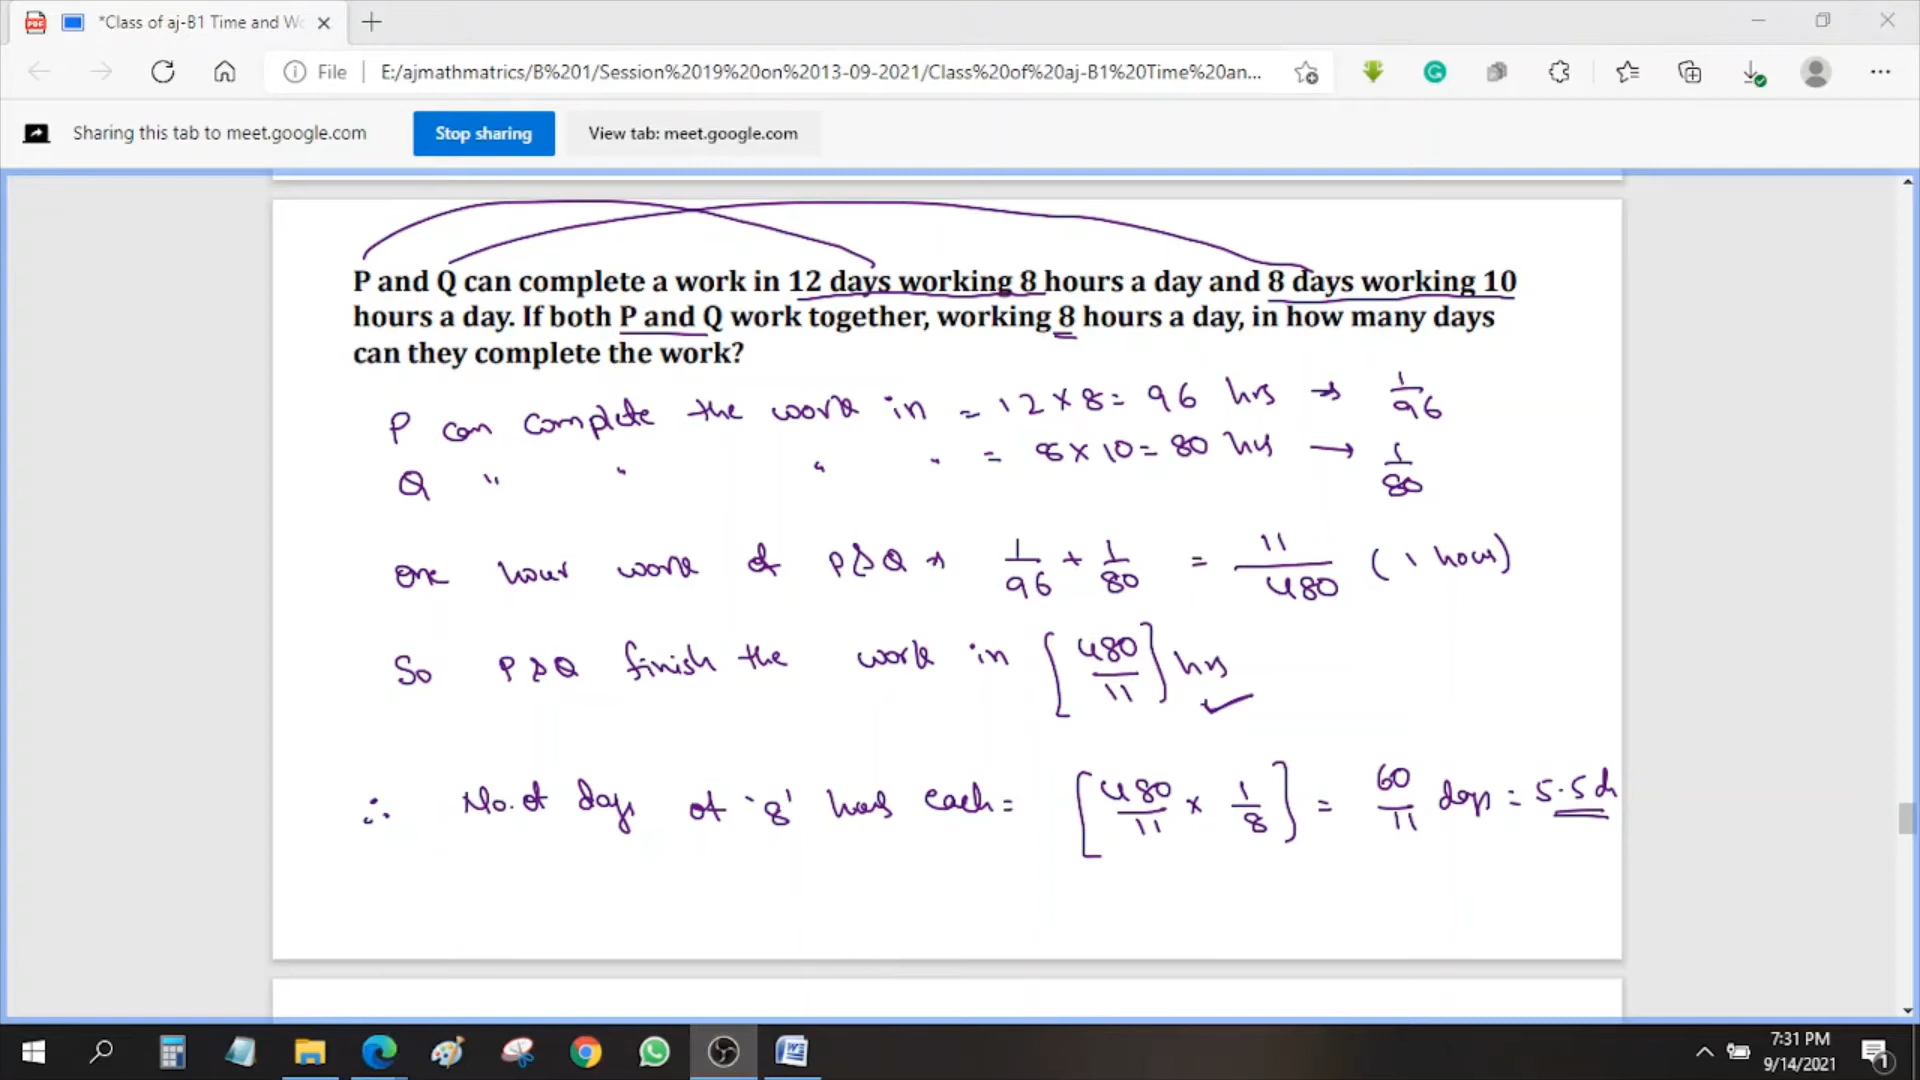 *Class of aj-B1 Time and Wo
File
E:/ajmathmatrics/B%201/Session%2019%20on%2013-09-2021/Class%20of%20aj-B1%20Time%20an...
Sharing this tab to meet.google.com
Stop sharing
View tab: meet.google.com
P and Q can complete a work in 12 days working 8 hours a day and 8 days working 10
hours a day. If both P and Q work together, working 8 hours a day, in how many days
can they complete the work?
P can complete the work in = 12 × 8 = 96 hrs → 1/96
Q " " " " = 8 × 10 = 80 hrs → 1/80
One hour work of P & Q → 1/96 + 1/80 = 11/480 (1 hour)
So P & Q finish the work in [480/11] hrs
∴ No. of days of '8' hours each = [480/11 × 1/8] = 60/11 days = 5.5 d
7:31 PM
9/14/2021
1